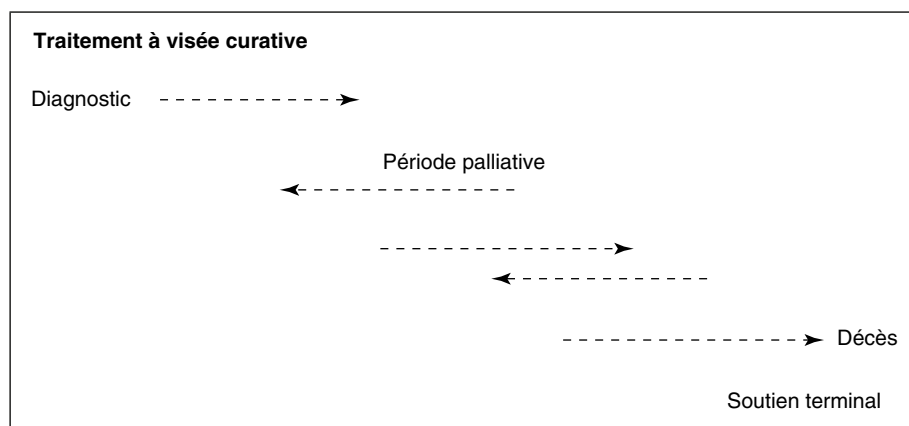 Traitement à visée curative
Diagnostic
Période palliative
Décès
Soutien terminal